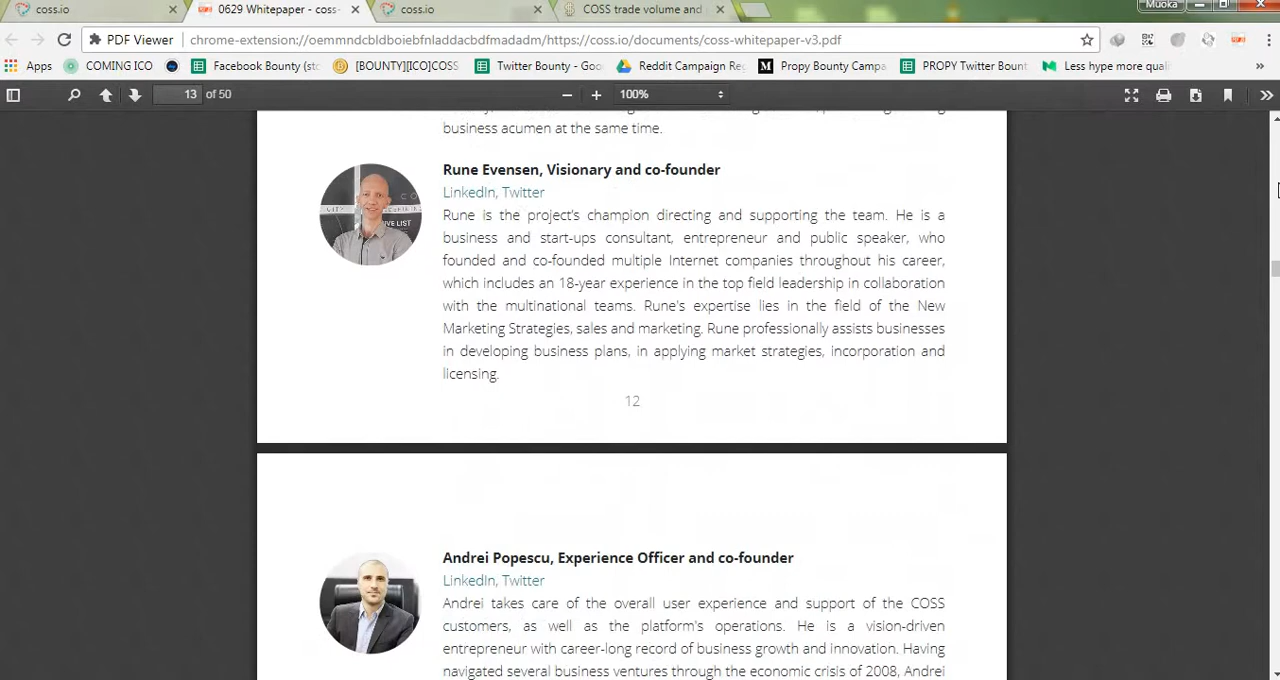 coss.io
0629 Whitepaper - coss-
coss.io
COSS trade volume and
Muoka
PDF Viewer
chrome-extension://oemmndcbldboiebfnladdacbdfmadadm/https://coss.io/documents/coss-whitepaper-v3.pdf
Apps
COMING ICO
Facebook Bounty (sto
[BOUNTY][ICO]COSS
Twitter Bounty - Goo
Reddit Campaign Reg
Propy Bounty Campa
PROPY Twitter Bount
Less hype more quali
13 of 50
100%
business acumen at the same time.
Rune Evensen, Visionary and co-founder
LinkedIn, Twitter
Rune is the project's champion directing and supporting the team. He is a
business and start-ups consultant, entrepreneur and public speaker, who
founded and co-founded multiple Internet companies throughout his career,
which includes an 18-year experience in the top field leadership in collaboration
with the multinational teams. Rune's expertise lies in the field of the New
Marketing Strategies, sales and marketing. Rune professionally assists businesses
in developing business plans, in applying market strategies, incorporation and
licensing.
12
Andrei Popescu, Experience Officer and co-founder
LinkedIn, Twitter
Andrei takes care of the overall user experience and support of the COSS
customers, as well as the platform's operations. He is a vision-driven
entrepreneur with career-long record of business growth and innovation. Having
navigated several business ventures through the economic crisis of 2008, Andrei